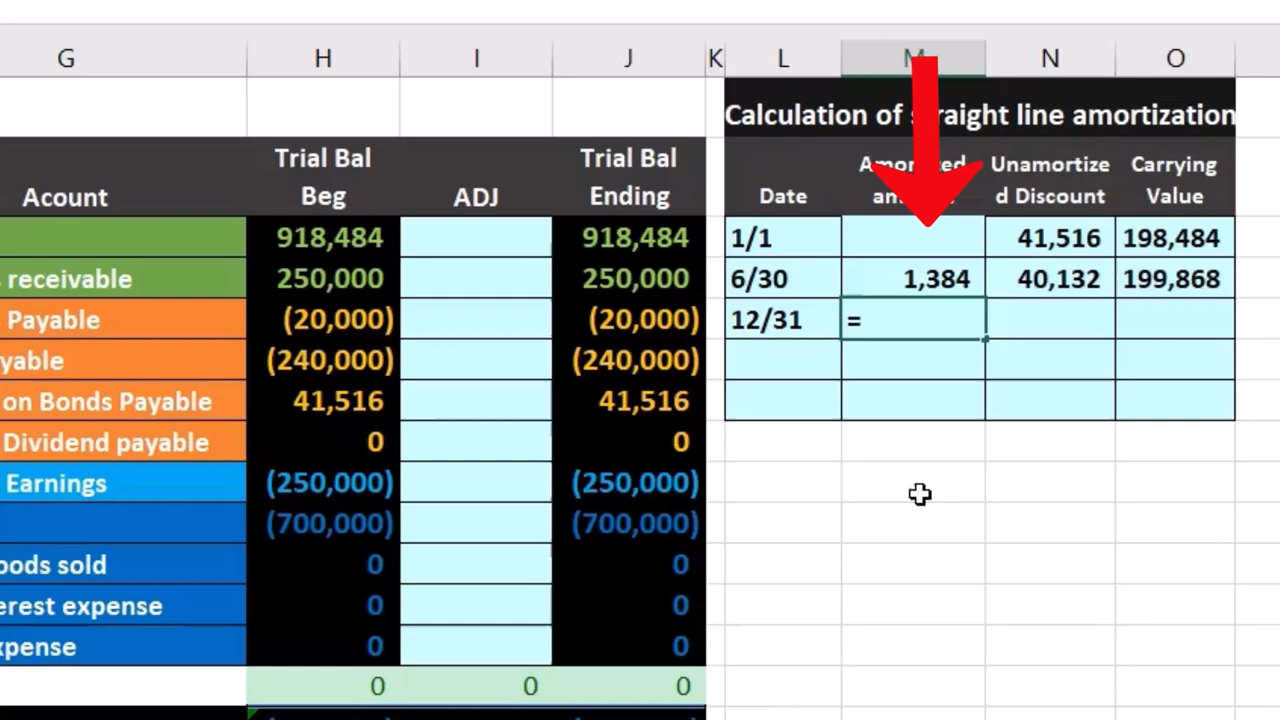 G H I J K L M N O
Calculation of straight line amortization
Trial Bal Trial Bal Unamortize Carrying
Acount Beg ADJ Ending Date d Discount Value
918,484 918,484 1/1 41,516 198,484
receivable 250,000 250,000 6/30 1,384 40,132 199,868
Payable (20,000) (20,000) 12/31 =
yable (240,000) (240,000)
on Bonds Payable 41,516 41,516
Dividend payable 0 0
Earnings (250,000) (250,000)
(700,000) (700,000)
oods sold 0 0
erest expense 0 0
xpense 0 0
0 0 0